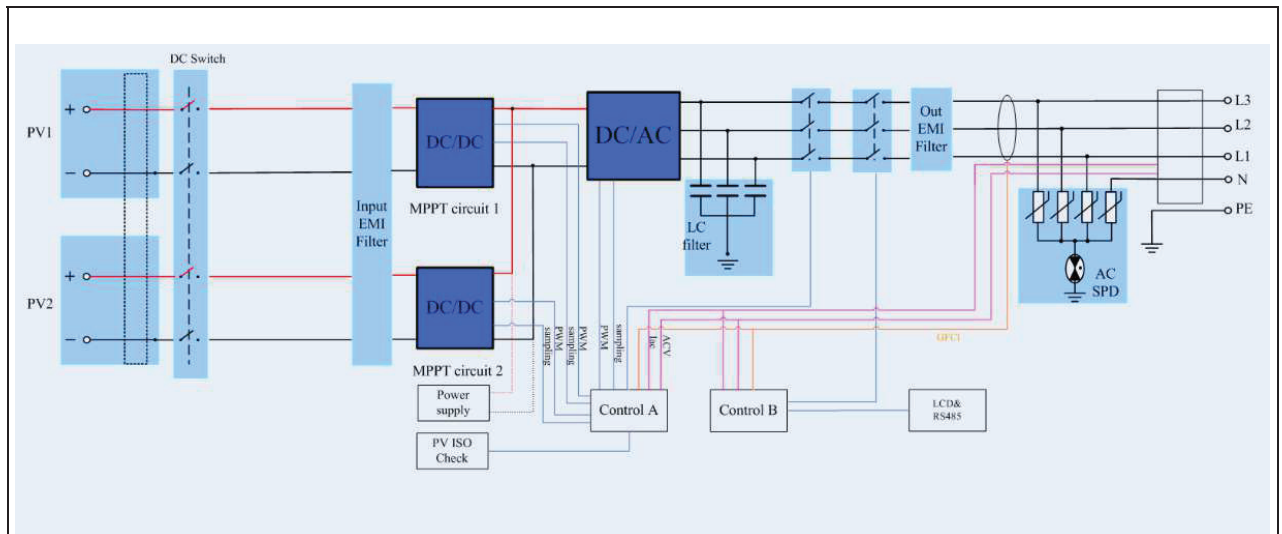 DC Switch
+
PV1
−
+
PV2
−
Input
EMI
Filter
DC/DC
MPPT circuit 1
DC/DC
MPPT circuit 2
DC/AC
LC
filter
Out
EMI
Filter
L3
L2
L1
N
PE
AC
SPD
sampling
PWM
sampling
PWM
PWM
sampling
Iac
ACV
GFCI
Power
supply
PV ISO
Check
Control A
Control B
LCD&
RS485